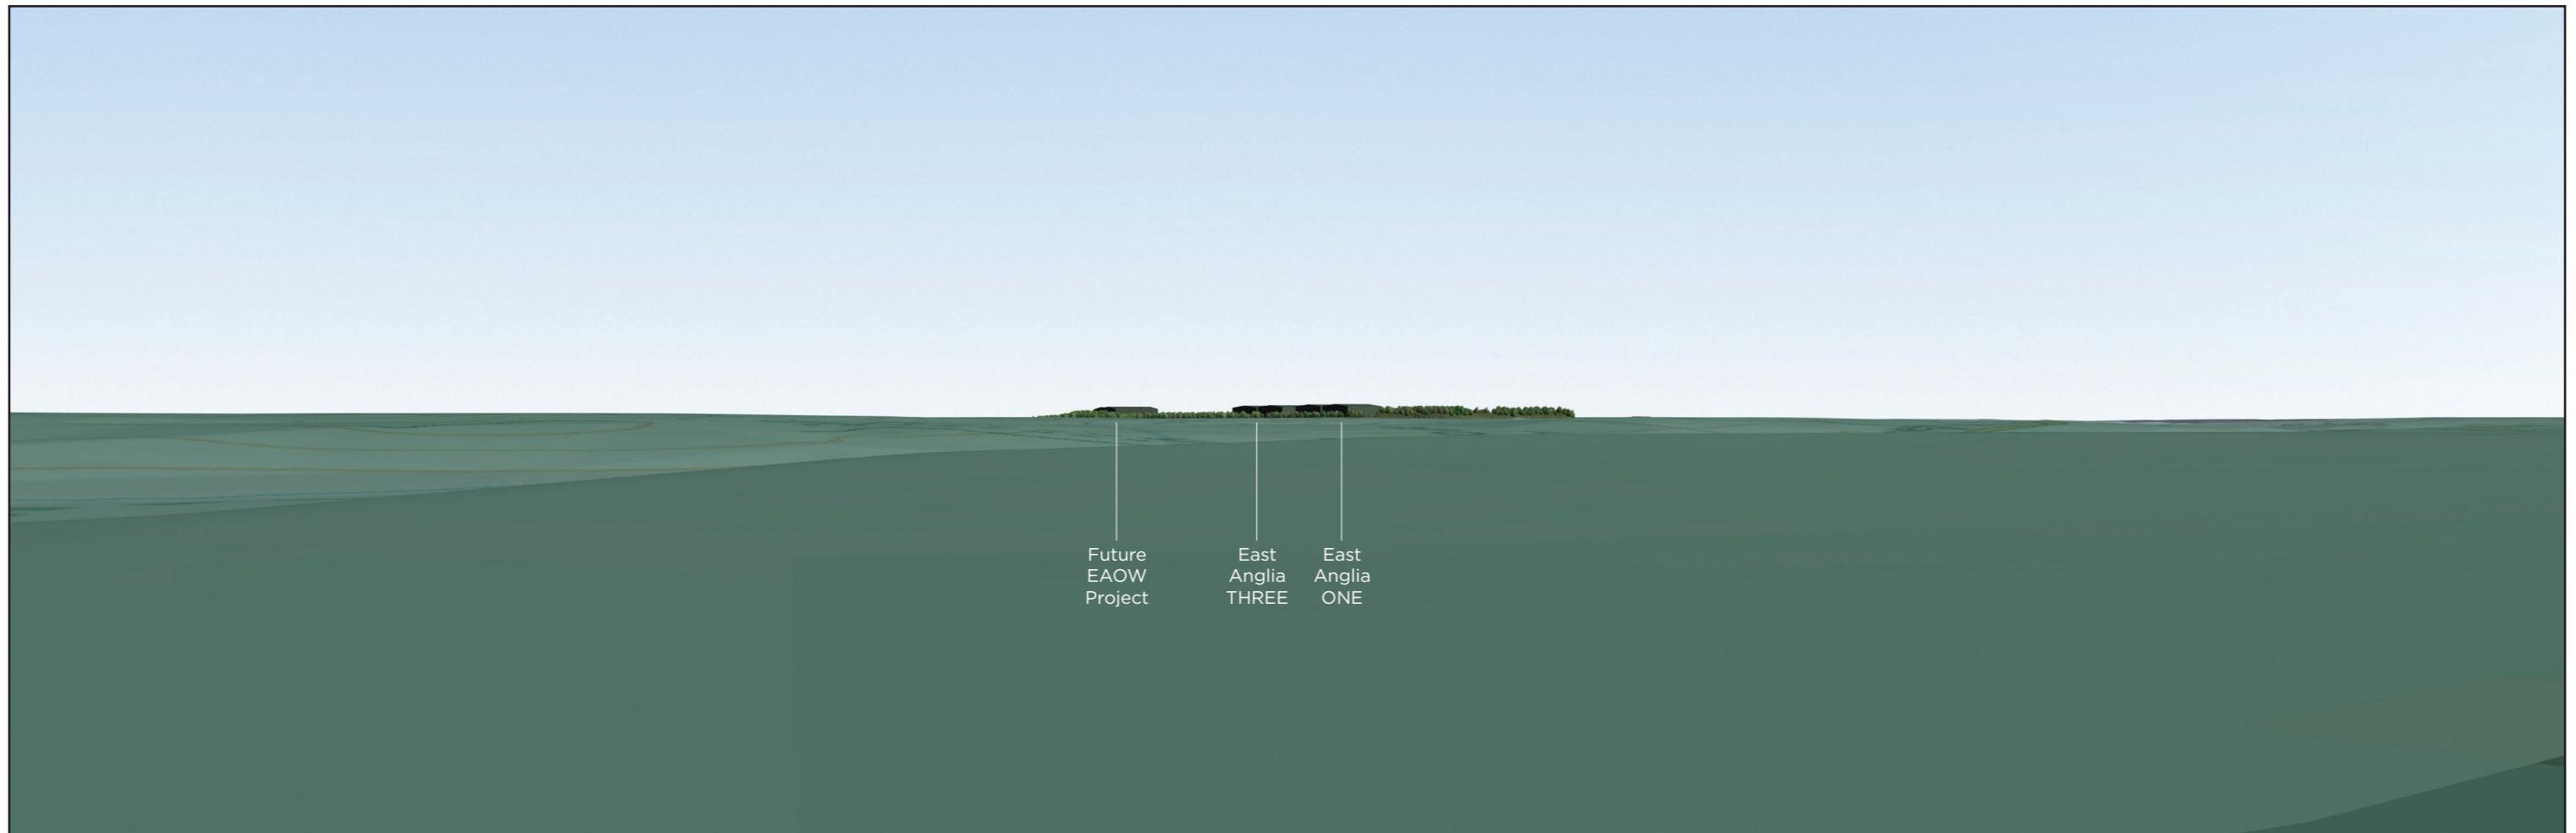 Future
EAOW
Project
East
Anglia
THREE
East
Anglia
ONE